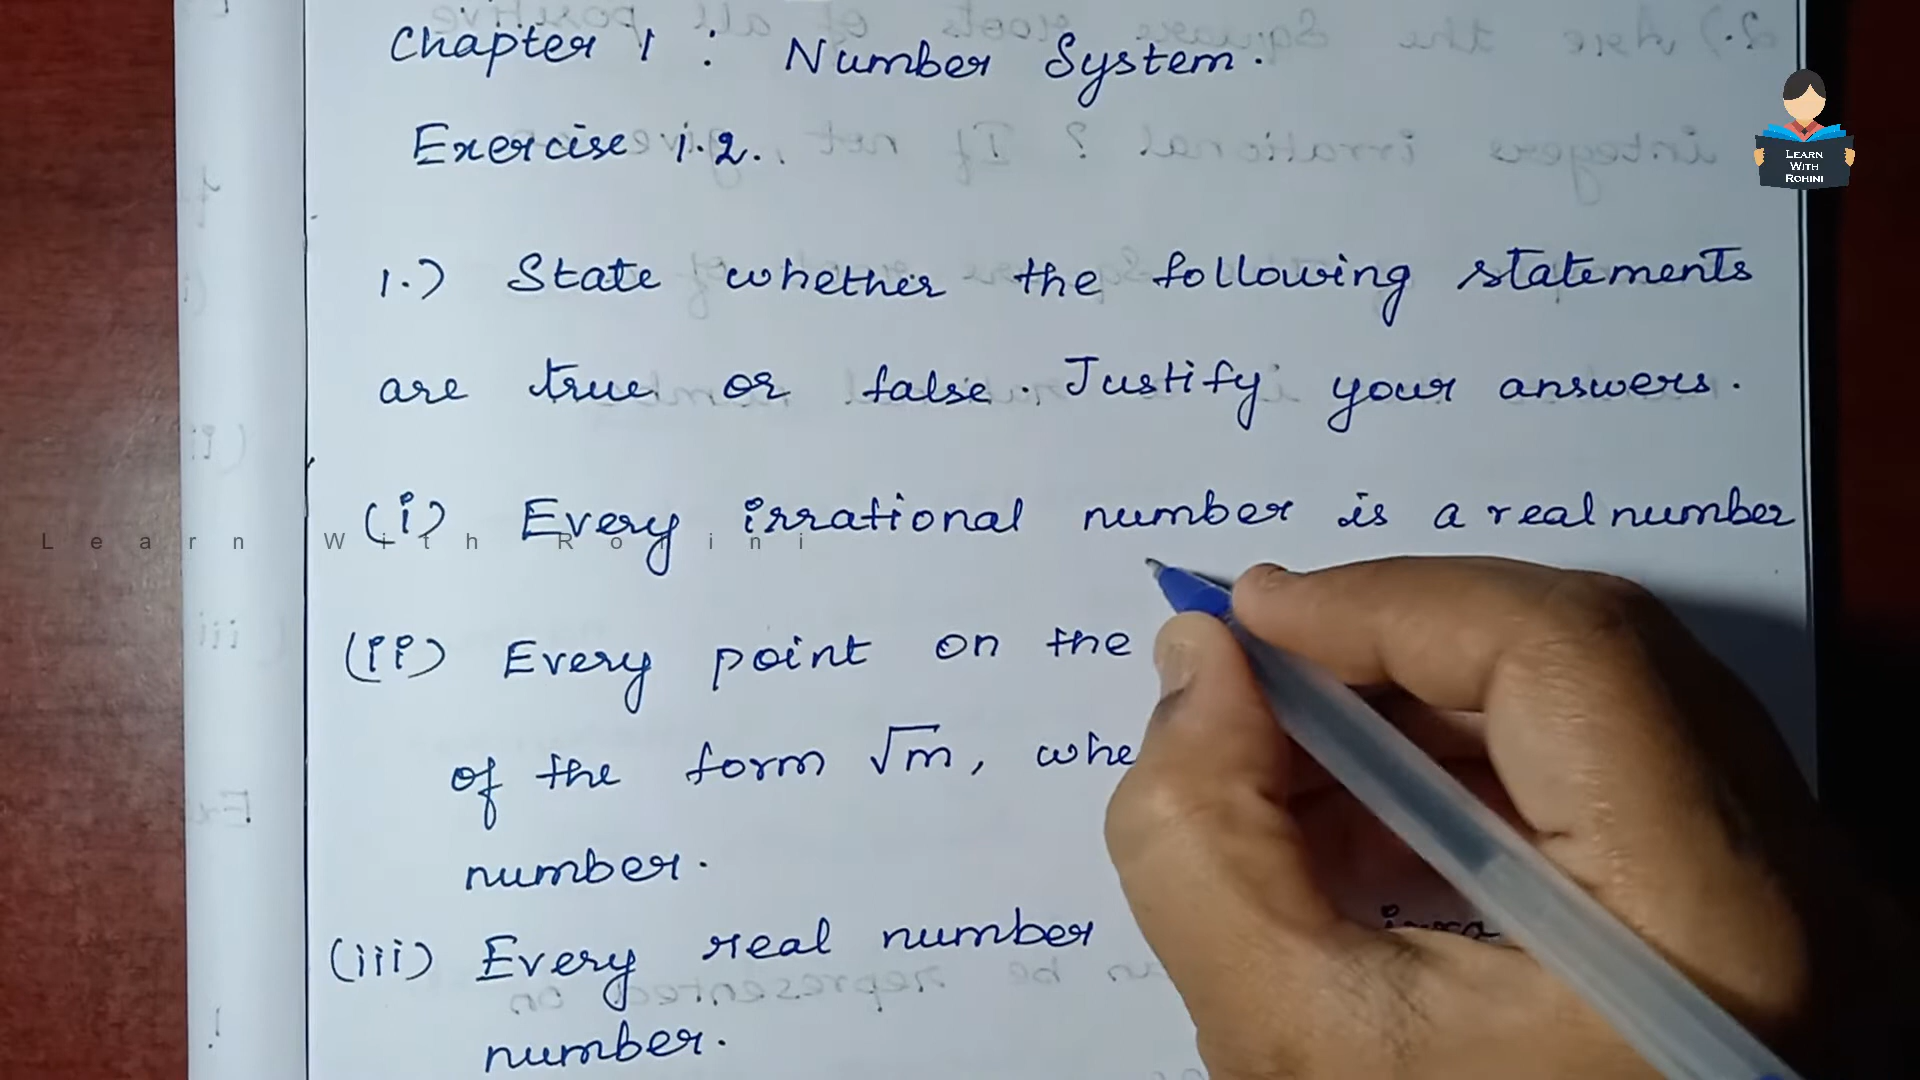 Chapter 1 : Number System.
Exercise 1.2.
LEARN
WITH
ROHINI
1.) State whether the following statements
are true or false. Justify your answers.
(i) Every irrational number is a real number
Learn With Rohini
(ii) Every point on the
of the form √m,
number.
(iii) Every real number
number.